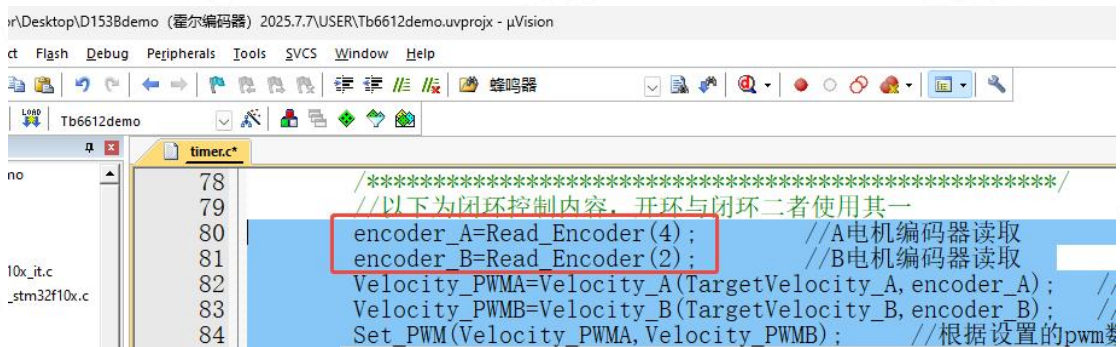 or\Desktop\D153Bdemo（霍尔编码器）2025.7.7\USER\Tb6612demo.uvprojx - µVision
ct Flash Debug Peripherals Tools SVCS Window Help
蜂鸣器
LOAD Tb6612demo
timer.c*
no
78 /****************************************************/
79 //以下为闭环控制内容，开环与闭环二者使用其一
80 encoder_A=Read_Encoder(4); //A电机编码器读取
81 encoder_B=Read_Encoder(2); //B电机编码器读取
10x_it.c
82 Velocity_PWMA=Velocity_A(TargetVelocity_A,encoder_A); //
_stm32f10x.c
83 Velocity_PWMB=Velocity_B(TargetVelocity_B,encoder_B); //
84 Set_PWM(Velocity_PWMA,Velocity_PWMB); //根据设置的pwm数